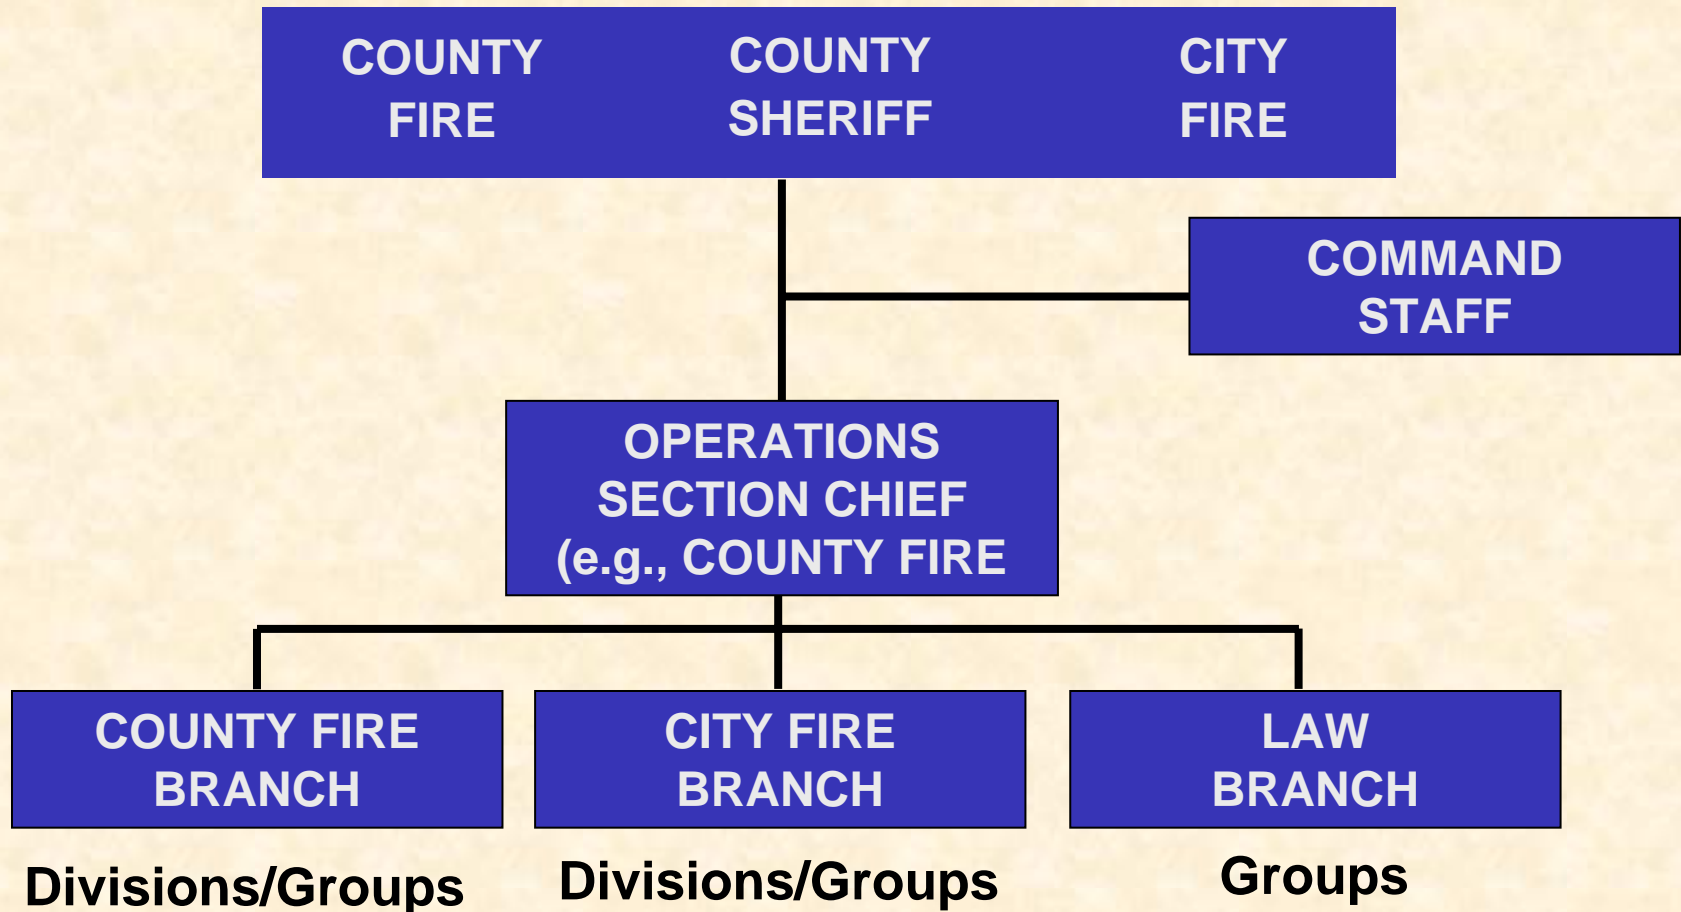 COUNTY
FIRE
COUNTY
SHERIFF
CITY
FIRE
COMMAND
STAFF
OPERATIONS
SECTION CHIEF
(e.g., COUNTY FIRE
COUNTY FIRE
BRANCH
CITY FIRE
BRANCH
LAW
BRANCH
Divisions/Groups
Divisions/Groups
Groups